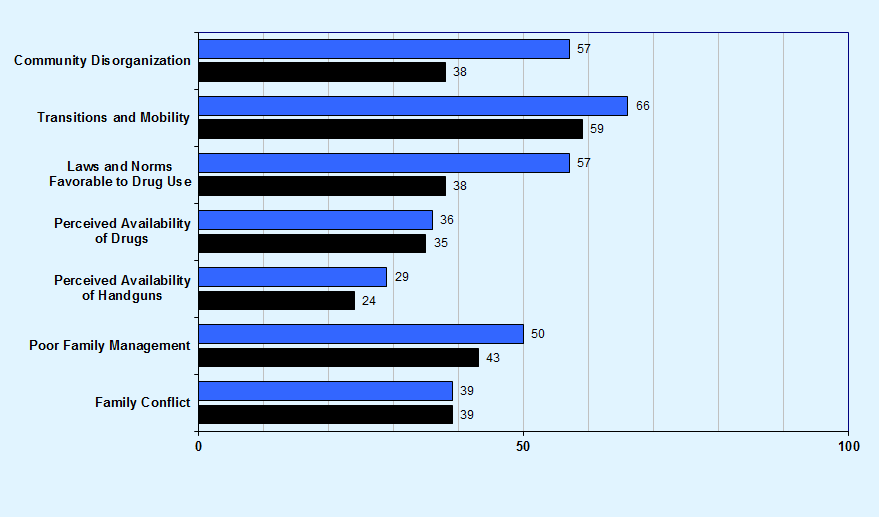 Community Disorganization
57
38
Transitions and Mobility
66
59
Laws and Norms
Favorable to Drug Use
57
38
Perceived Availability
of Drugs
36
35
Perceived Availability
of Handguns
29
24
Poor Family Management
50
43
Family Conflict
39
39
0 50 100